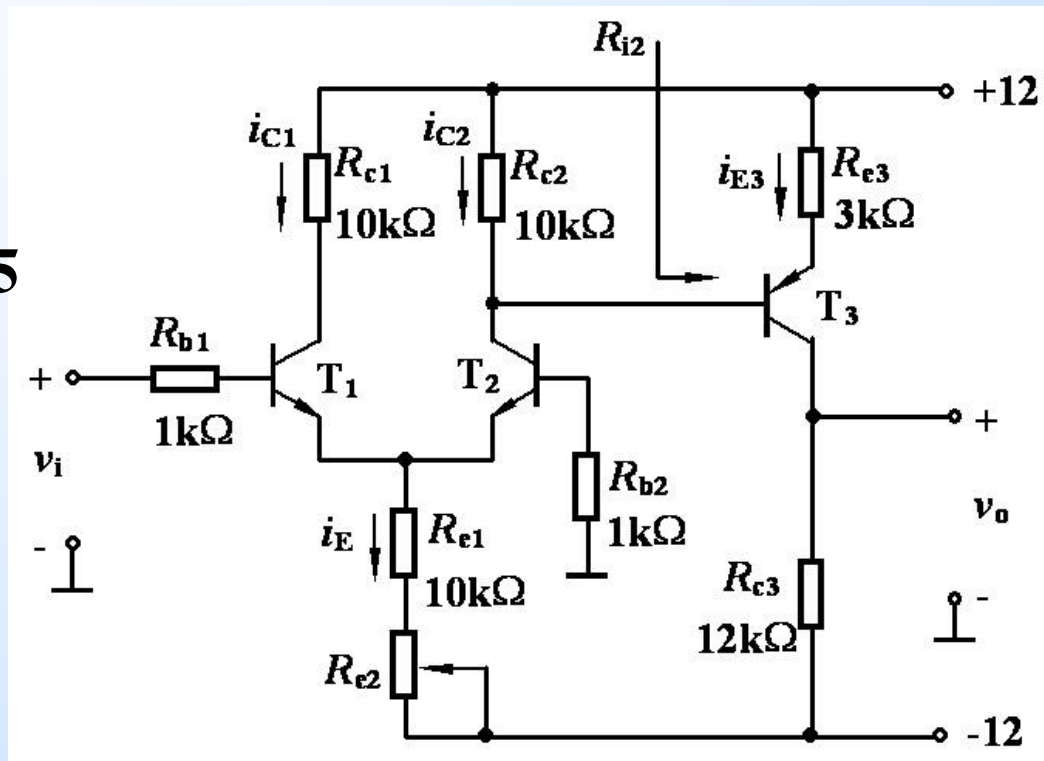 R_i2
+12
i_C1 R_c1 i_C2 R_c2 i_E3 R_e3
10kΩ 10kΩ 3kΩ
5
R_b1 T_1 T_2 T_3
+ 1kΩ +
v_i R_b2 v_o
- i_E R_e1 1kΩ -
10kΩ R_c3
12kΩ
R_e2
-12